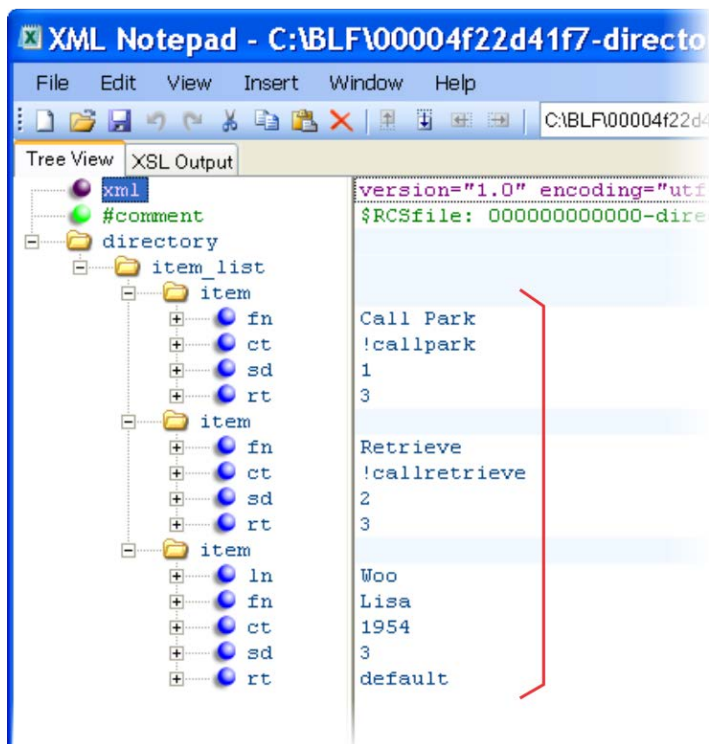 XML Notepad - C:\BLF\00004f22d41f7-directo
File Edit View Insert Window Help
C:\BLF\00004f22d4
Tree View XSL Output
xml version="1.0" encoding="utf
#comment $RCSfile: 000000000000-dire
directory
item_list
item
fn Call Park
ct !callpark
sd 1
rt 3
item
fn Retrieve
ct !callretrieve
sd 2
rt 3
item
ln Woo
fn Lisa
ct 1954
sd 3
rt default